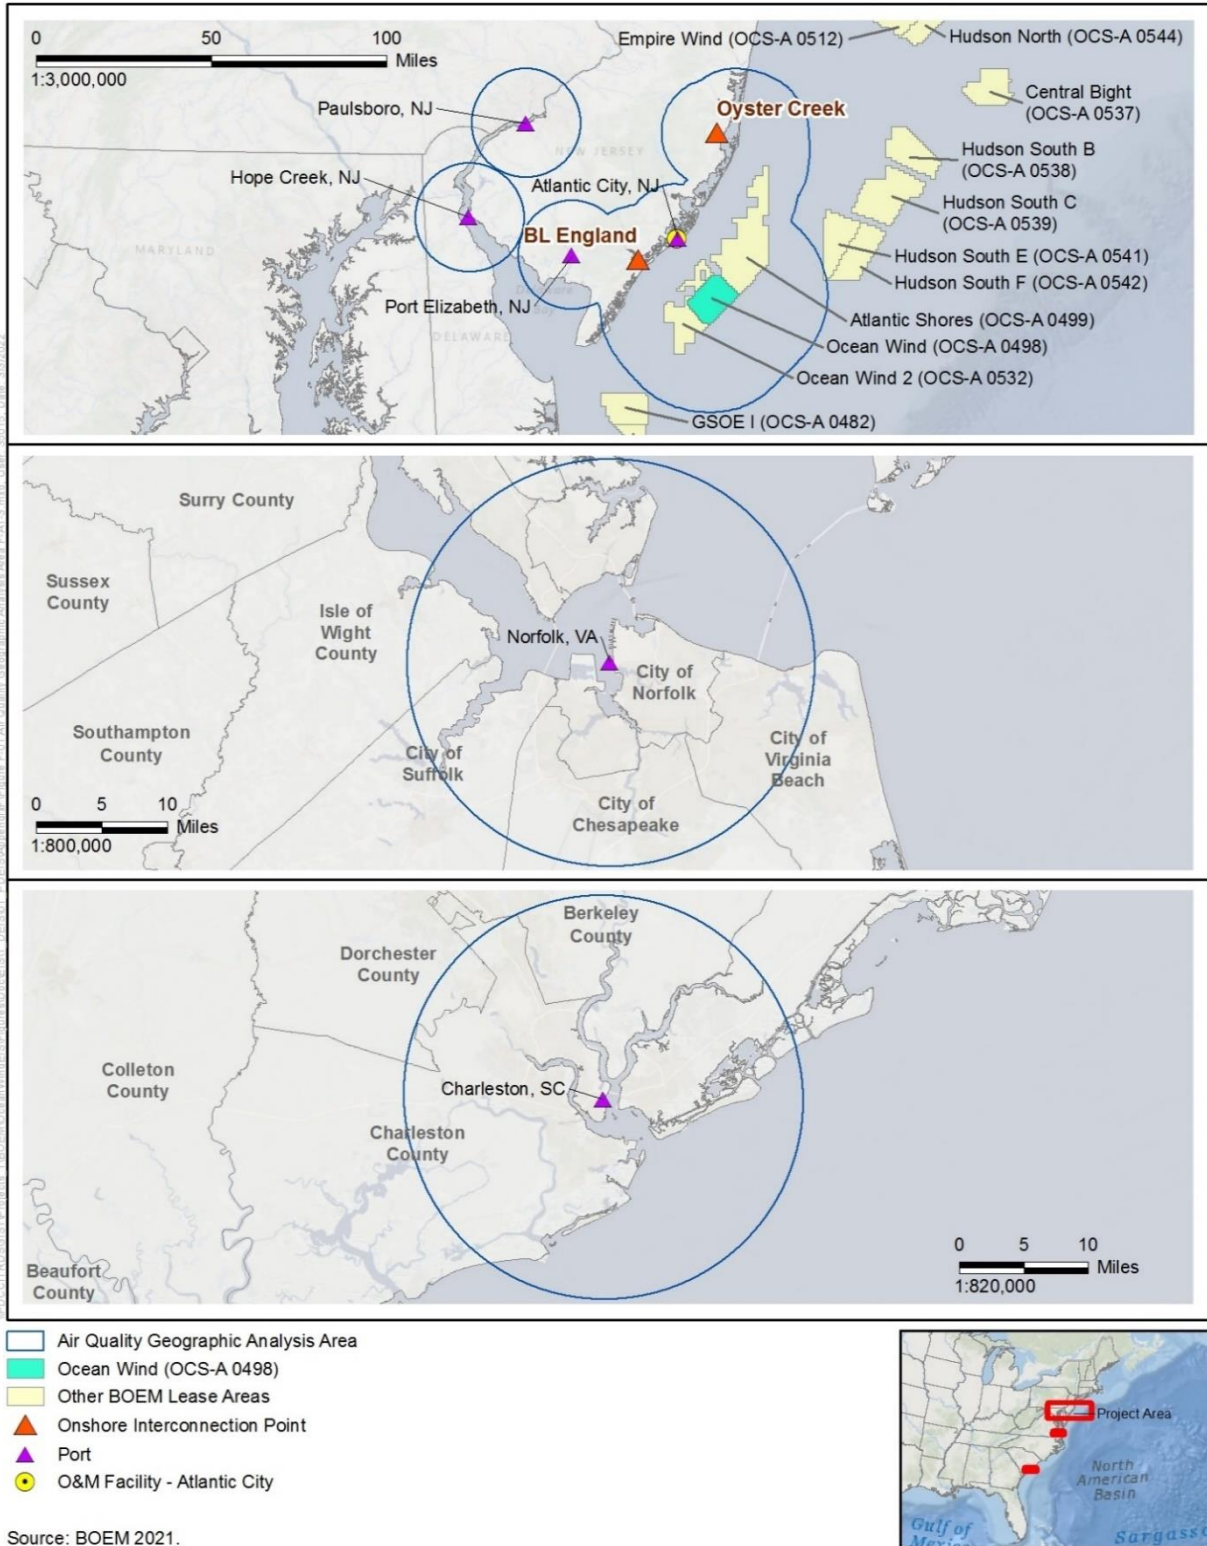 0 50 100
Miles
1:3,000,000
Empire Wind (OCS-A 0512)
Hudson North (OCS-A 0544)
Central Bight
(OCS-A 0537)
Paulsboro, NJ
Oyster Creek
NEW JERSEY
Hudson South B
(OCS-A 0538)
Hope Creek, NJ
Atlantic City, NJ
Hudson South C
(OCS-A 0539)
BL England
MARYLAND
Hudson South E (OCS-A 0541)
Hudson South F (OCS-A 0542)
Port Elizabeth, NJ
Delaware
Bay
DELAWARE
Atlantic Shores (OCS-A 0499)
Ocean Wind (OCS-A 0498)
Ocean Wind 2 (OCS-A 0532)
GSOE I (OCS-A 0482)
Surry County
Sussex
County
Isle of
Wight
County
Norfolk, VA
City of
Norfolk
Southampton
County
City of
Suffolk
City of
Virginia
Beach
City of
Chesapeake
0 5 10
Miles
1:800,000
Berkeley
County
Dorchester
County
Colleton
County
Charleston, SC
Charleston
County
Beaufort
County
0 5 10
Miles
1:820,000
Air Quality Geographic Analysis Area
Ocean Wind (OCS-A 0498)
Other BOEM Lease Areas
Onshore Interconnection Point
Port
O&M Facility - Atlantic City
Project Area
North
American
Basin
Gulf of
Mexico
Sargasso
Source: BOEM 2021.